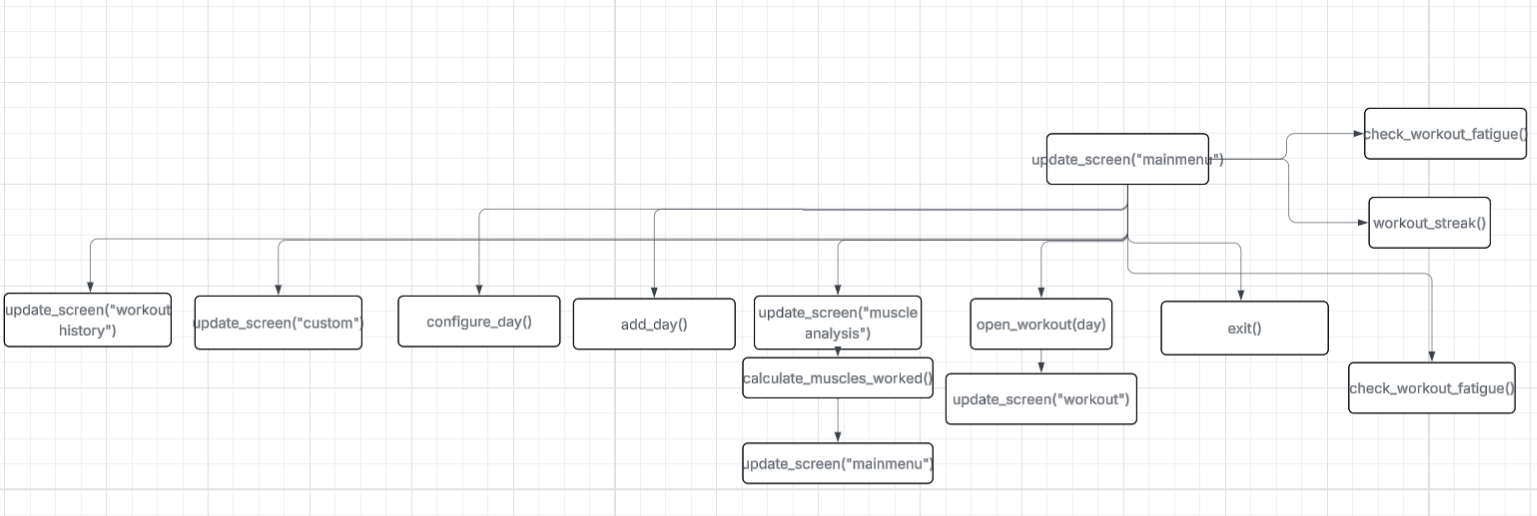 check_workout_fatigue()
update_screen("mainmenu")
workout_streak()
update_screen("workout
history")
update_screen("custom")
configure_day()
add_day()
update_screen("muscle
analysis")
open_workout(day)
exit()
calculate_muscles_worked()
check_workout_fatigue()
update_screen("workout")
update_screen("mainmenu")